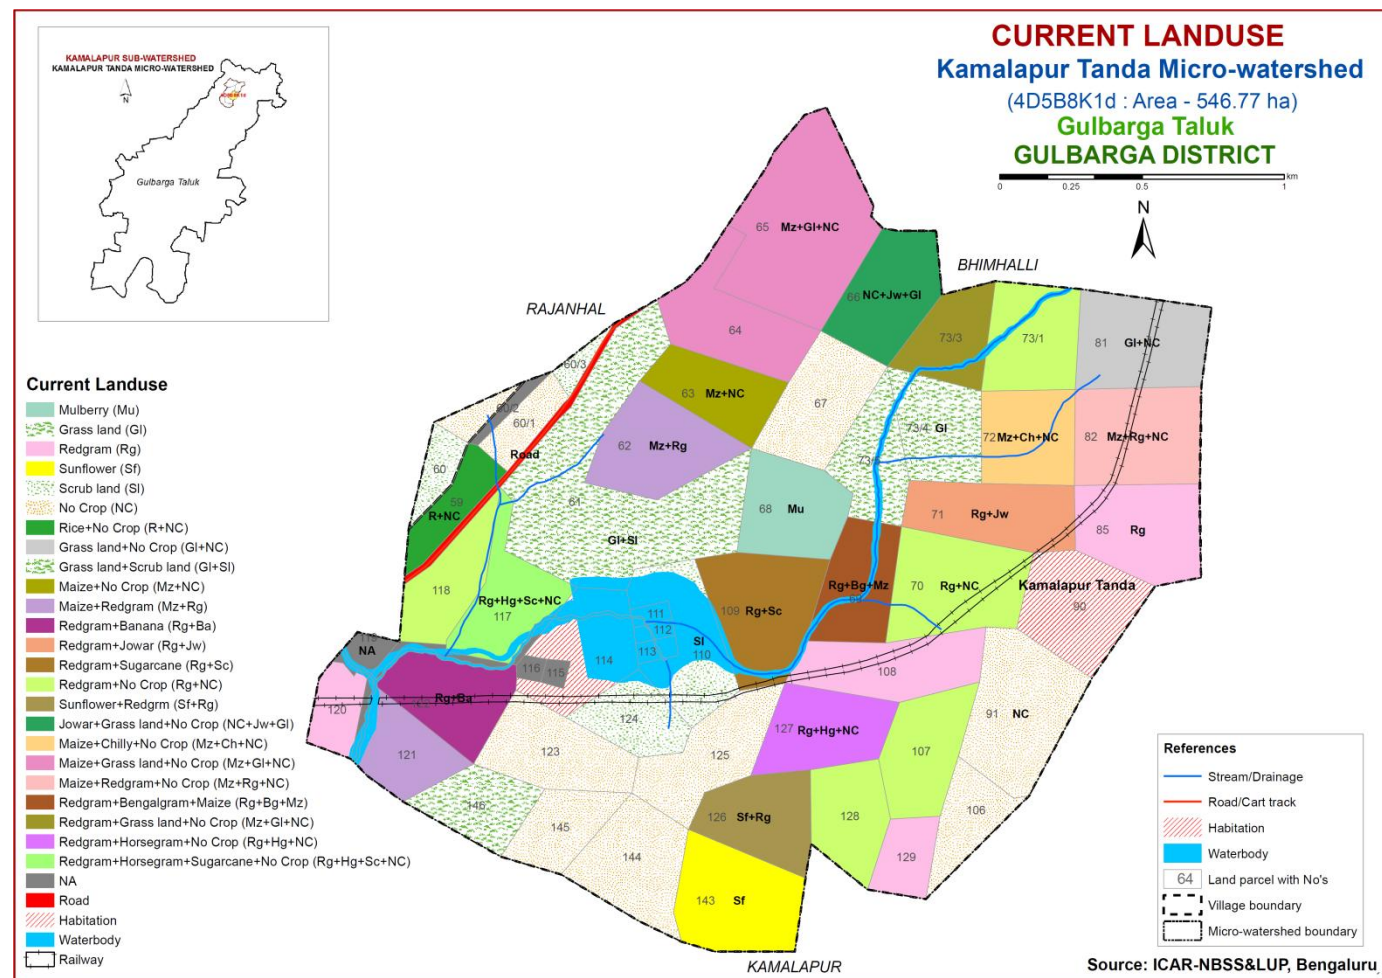 KAMALAPUR SUB-WATERSHED
KAMALAPUR TANDA MICRO-WATERSHED
N
Gulbarga Taluk
CURRENT LANDUSE
Kamalapur Tanda Micro-watershed
(4D5B8K1d : Area - 546.77 ha)
Gulbarga Taluk
GULBARGA DISTRICT
0 0.25 0.5 1 km
N
RAJANHAL
BHIMHALLI
KAMALAPUR
65 Mz+Gl+NC
66 NC+Jw+Gl
64
73/3
73/1
81 Gl+NC
60/3
63 Mz+NC
67
60/2
60/1
73/4 Gl
72 Mz+Ch+NC
82 Mz+Rg+NC
62 Mz+Rg
Road
60
59
R+NC
61
Gl+Sl
68 Mu
71 Rg+Jw
85 Rg
118
Rg+Hg+Sc+NC
117
Rg+Bg+Mz
70 Rg+NC
Kamalapur Tanda
90
111
112
113
114
109 Rg+Sc
Sl
110
NA
116 115
Rg+Ba
108
120
124
91 NC
121
123
125
127 Rg+Hg+NC
107
146
145
144
126 Sf+Rg
128
106
129
143 Sf
Current Landuse
Mulberry (Mu)
Grass land (Gl)
Redgram (Rg)
Sunflower (Sf)
Scrub land (Sl)
No Crop (NC)
Rice+No Crop (R+NC)
Grass land+No Crop (Gl+NC)
Grass land+Scrub land (Gl+Sl)
Maize+No Crop (Mz+NC)
Maize+Redgram (Mz+Rg)
Redgram+Banana (Rg+Ba)
Redgram+Jowar (Rg+Jw)
Redgram+Sugarcane (Rg+Sc)
Redgram+No Crop (Rg+NC)
Sunflower+Redgrm (Sf+Rg)
Jowar+Grass land+No Crop (NC+Jw+Gl)
Maize+Chilly+No Crop (Mz+Ch+NC)
Maize+Grass land+No Crop (Mz+Gl+NC)
Maize+Redgram+No Crop (Mz+Rg+NC)
Redgram+Bengalgram+Maize (Rg+Bg+Mz)
Redgram+Grass land+No Crop (Mz+Gl+NC)
Redgram+Horsegram+No Crop (Rg+Hg+NC)
Redgram+Horsegram+Sugarcane+No Crop (Rg+Hg+Sc+NC)
NA
Road
Habitation
Waterbody
Railway
References
Stream/Drainage
Road/Cart track
Habitation
Waterbody
64 Land parcel with No's
Village boundary
Micro-watershed boundary
Source: ICAR-NBSS&LUP, Bengaluru